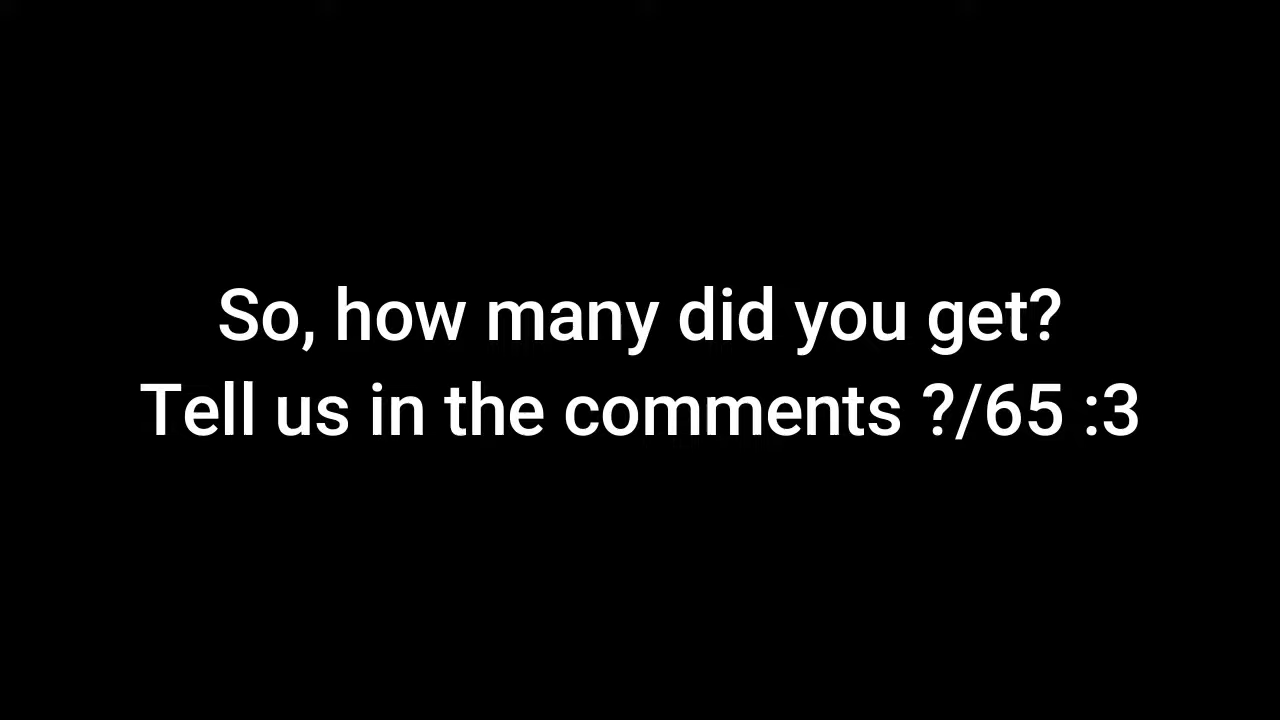 So, how many did you get?
Tell us in the comments ?/65 :3